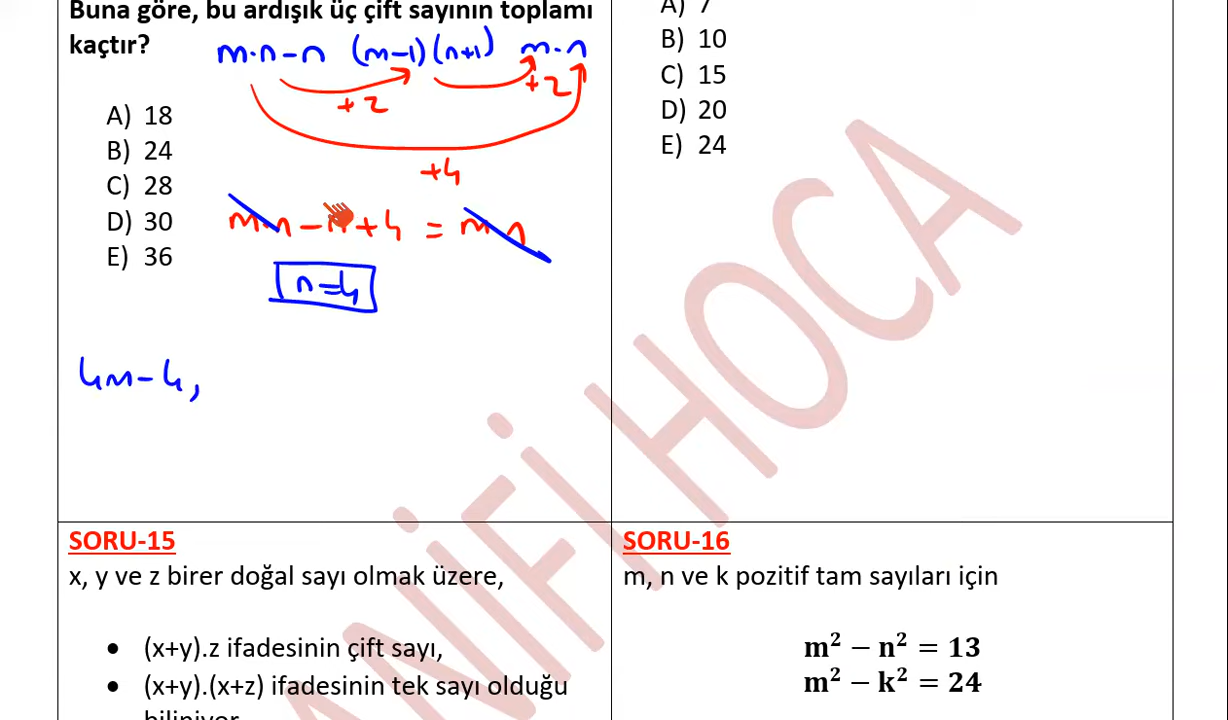 Buna göre, bu ardışık üç çift sayının toplamı
kaçtır?
m·n-n (m-1)(n+1) m·n
+2 +2
+4
A) 18
B) 24
C) 28
D) 30
E) 36
m·n - n + 4 = m·n
n=4
4m-4,
A) 7
B) 10
C) 15
D) 20
E) 24
HANİFİ HOCA
SORU-15
x, y ve z birer doğal sayı olmak üzere,
• (x+y).z ifadesinin çift sayı,
• (x+y).(x+z) ifadesinin tek sayı olduğu
biliniyor
SORU-16
m, n ve k pozitif tam sayıları için
m² − n² = 13
m² − k² = 24